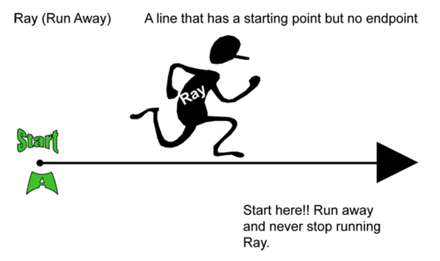 Ray (Run Away)
A line that has a starting point but no endpoint
Ray
Start
A
Start here!! Run away
and never stop running
Ray.